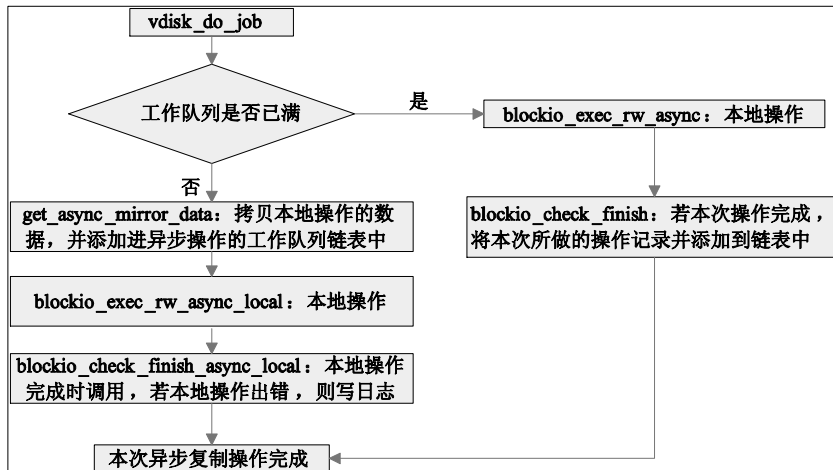 vdisk_do_job
工作队列是否已满
是
blockio_exec_rw_async：本地操作
blockio_check_finish：若本次操作完成，
将本次所做的操作记录并添加到链表中
否
get_async_mirror_data：拷贝本地操作的数
据，并添加进异步操作的工作队列链表中
blockio_exec_rw_async_local：本地操作
blockio_check_finish_async_local：本地操作
完成时调用，若本地操作出错，则写日志
本次异步复制操作完成